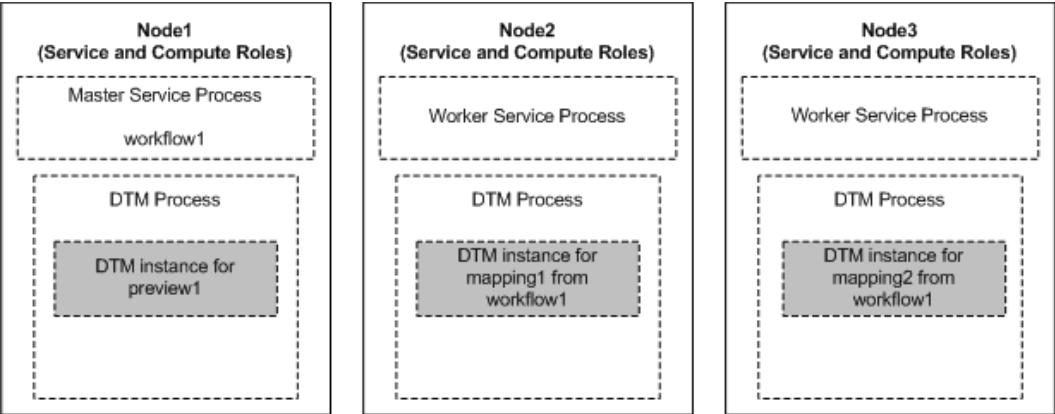 Node1
(Service and Compute Roles)
Master Service Process
workflow1
DTM Process
DTM instance for
preview1
Node2
(Service and Compute Roles)
Worker Service Process
DTM Process
DTM instance for
mapping1 from
workflow1
Node3
(Service and Compute Roles)
Worker Service Process
DTM Process
DTM instance for
mapping2 from
workflow1